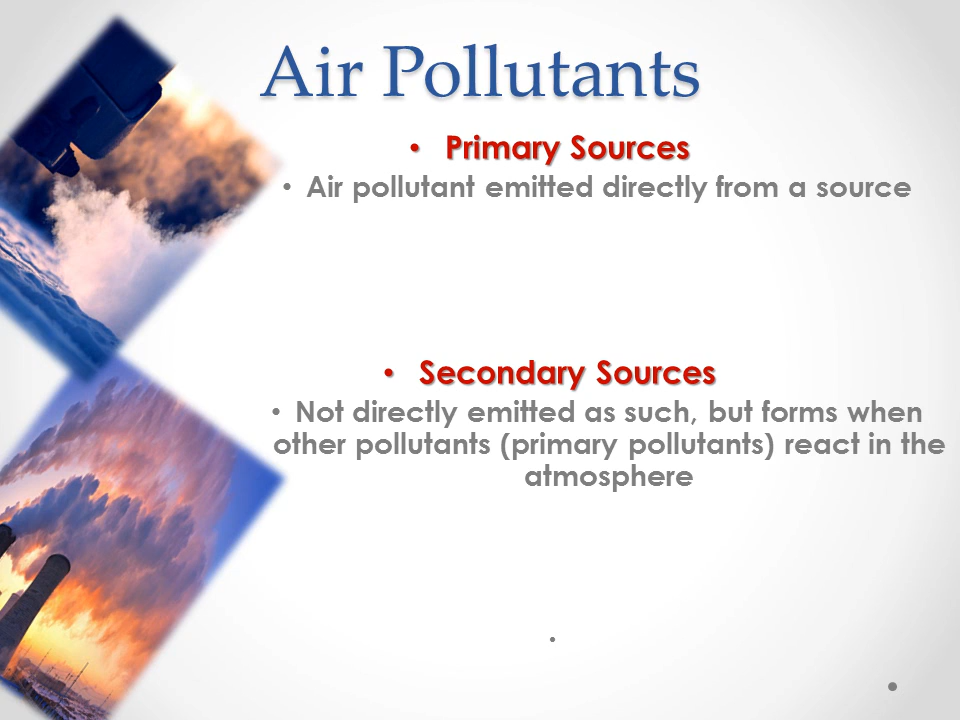 Air Pollutants
• Primary Sources
• Air pollutant emitted directly from a source
• Secondary Sources
• Not directly emitted as such, but forms when
other pollutants (primary pollutants) react in the
atmosphere
•
•